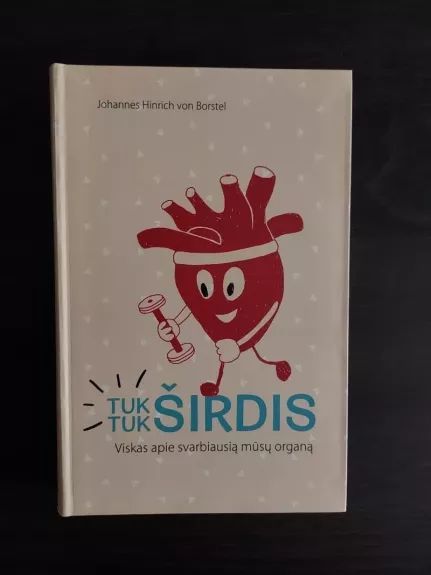 Johannes Hinrich von Borstel
TUK
TUK ŠIRDIS
Viskas apie svarbiausią mūsų organą